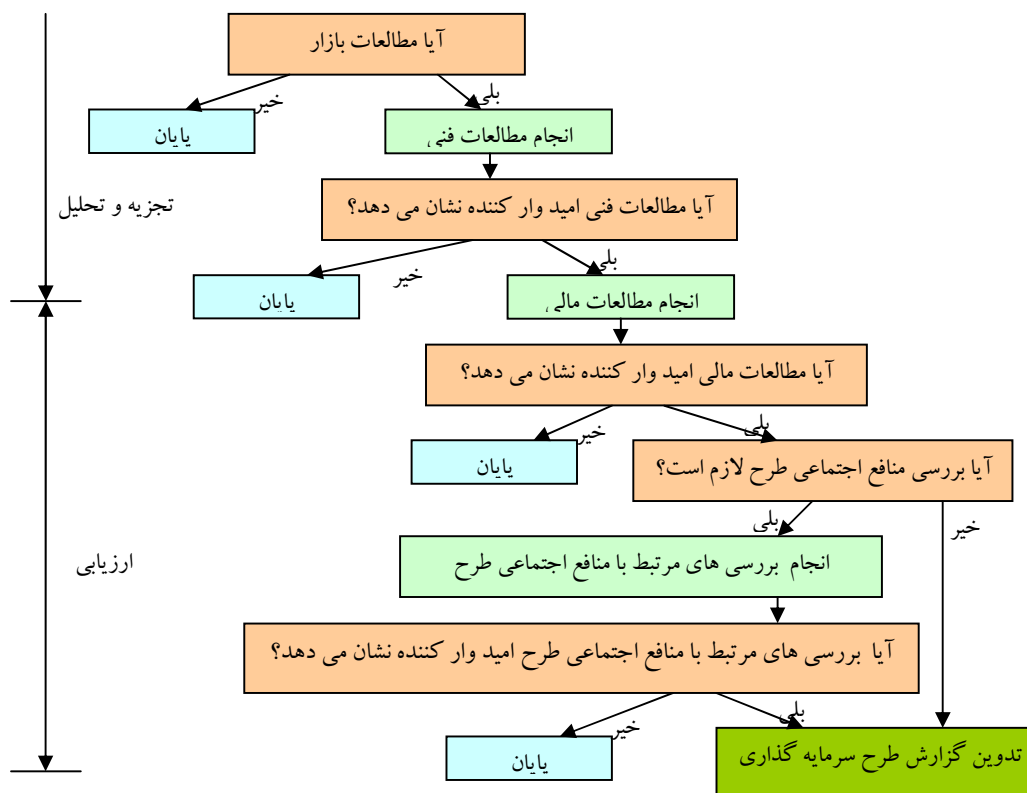 آیا مطالعات بازار
بلی
خیر
انجام مطالعات فنی
پایان
تجزیه و تحلیل
آیا مطالعات فنی امید وار کننده نشان می دهد؟
بلی
خیر
انجام مطالعات مالی
پایان
آیا مطالعات مالی امید وار کننده نشان می دهد؟
بلی
خیر
آیا بررسی منافع اجتماعی طرح لازم است؟
پایان
خیر
بلی
انجام بررسی های مرتبط با منافع اجتماعی طرح
ارزیابی
آیا بررسی های مرتبط با منافع اجتماعی طرح امید وار کننده نشان می دهد؟
بلی
خیر
تدوین گزارش طرح سرمایه گذاری
پایان